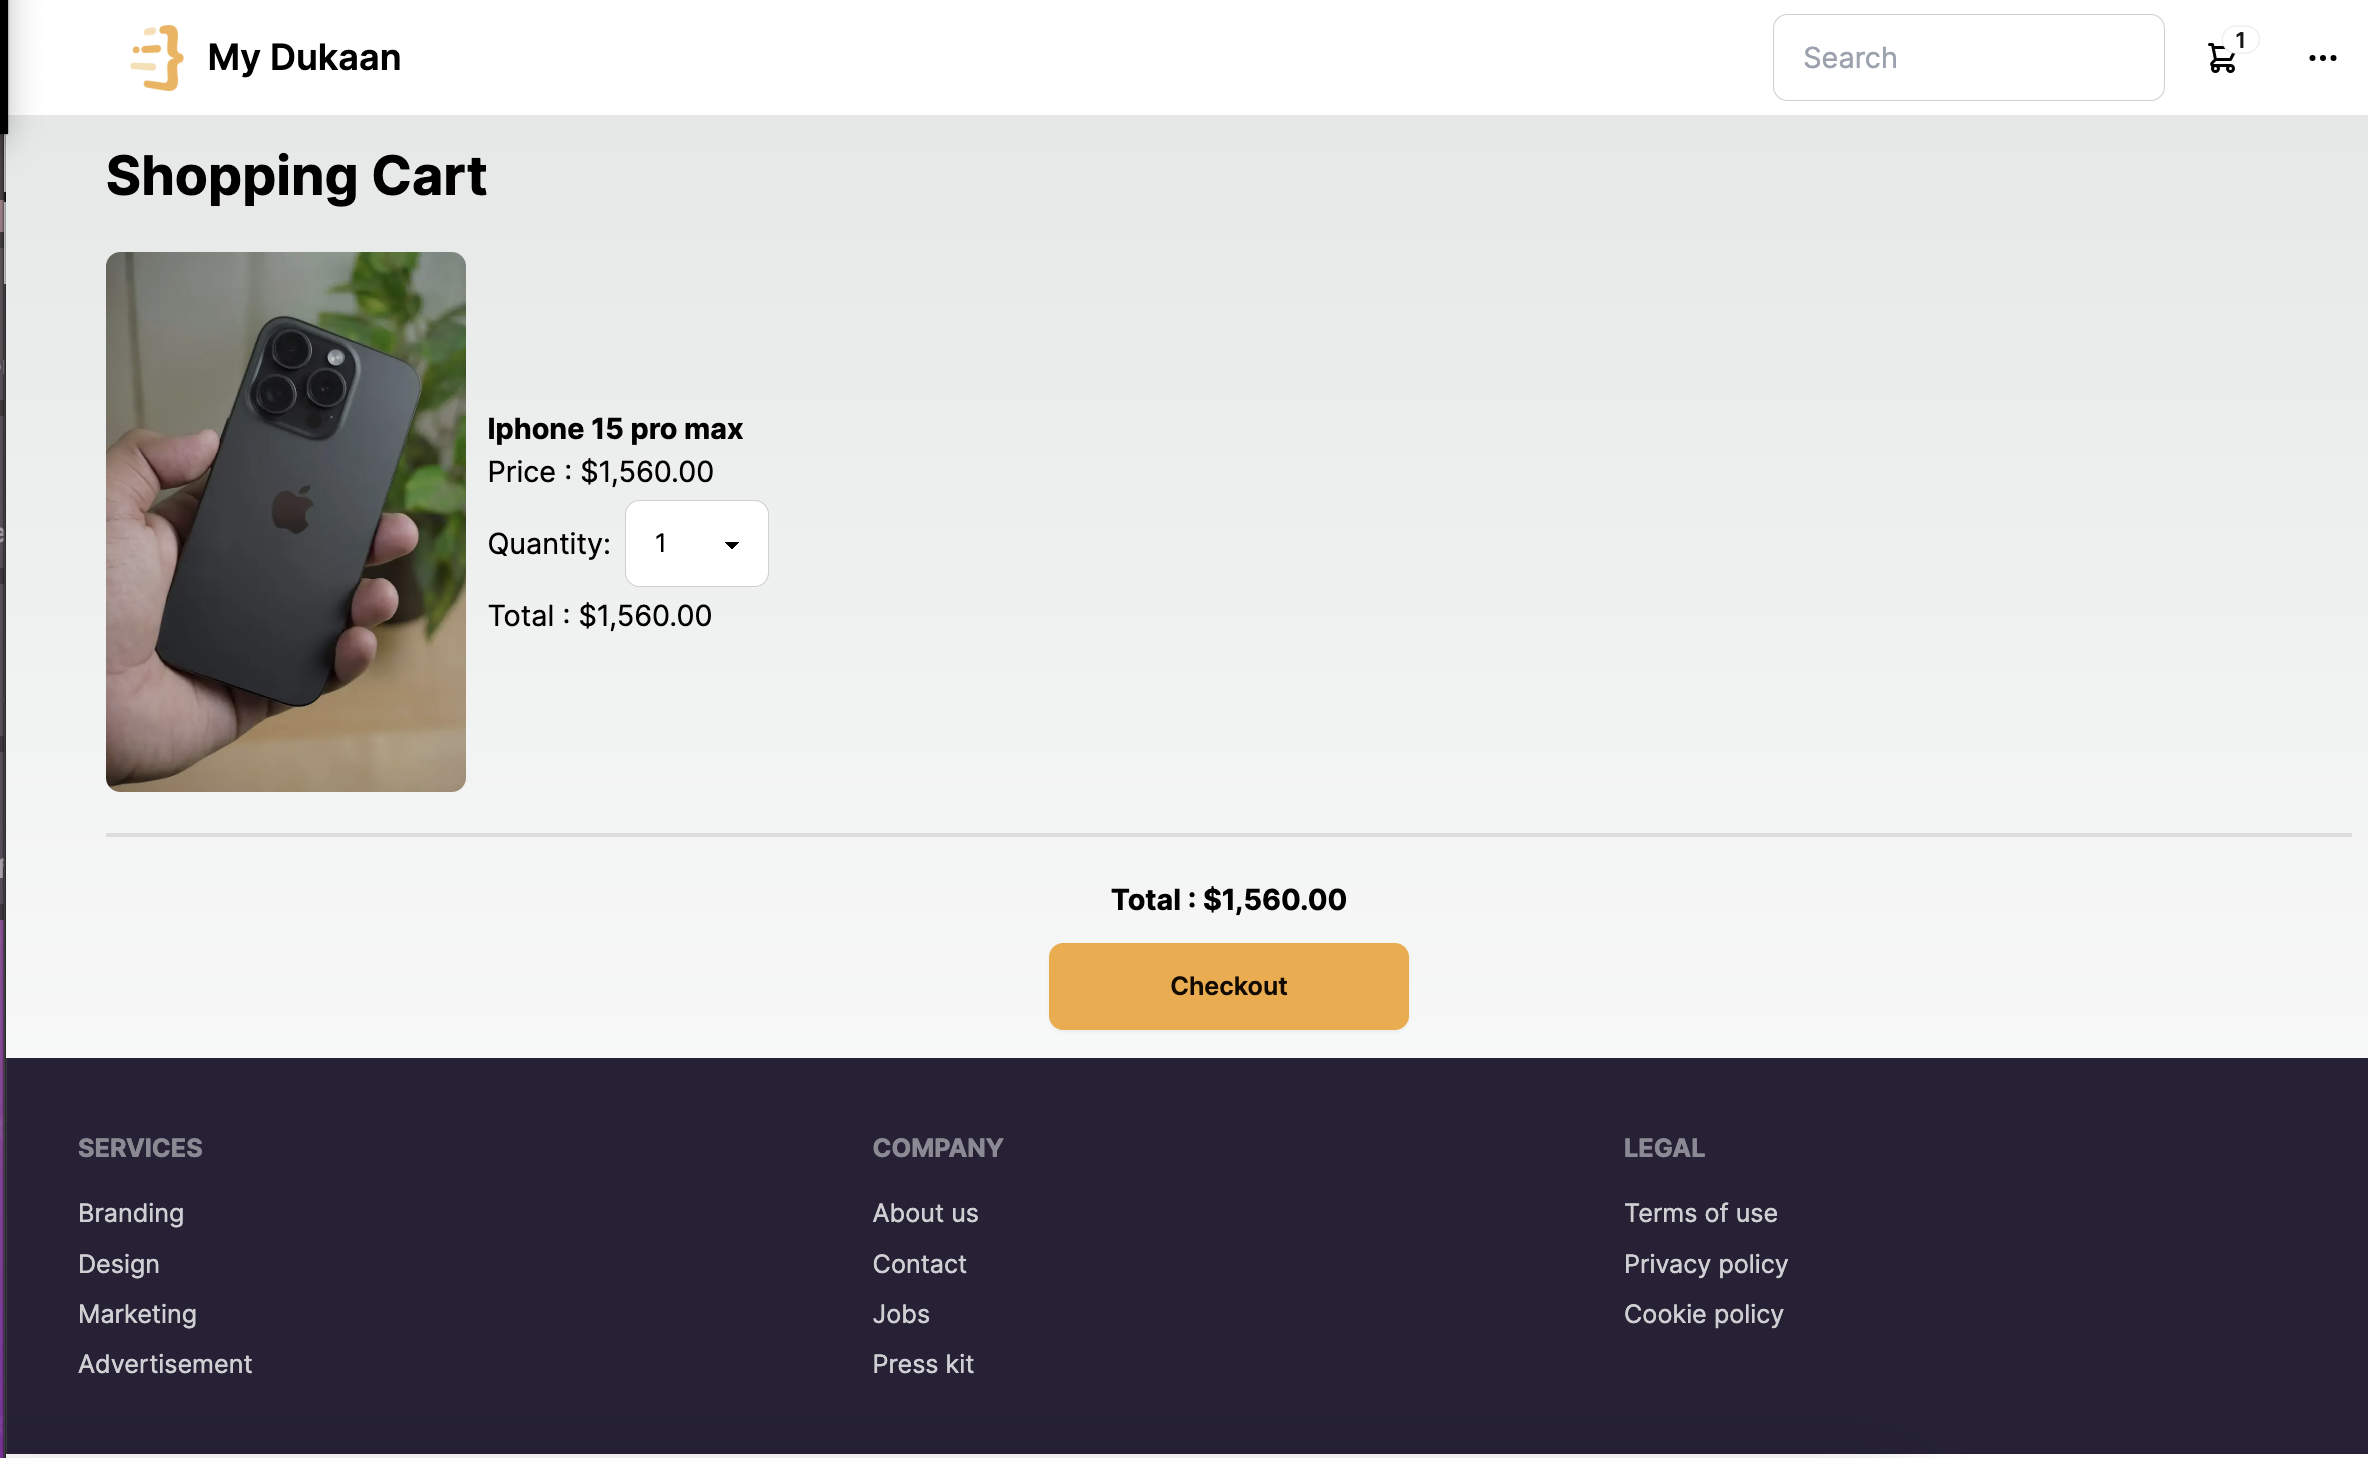 My Dukaan
Search
1
Shopping Cart
Iphone 15 pro max
Price : $1,560.00
Quantity: 1
Total : $1,560.00
Total : $1,560.00
Checkout
SERVICES
Branding
Design
Marketing
Advertisement
COMPANY
About us
Contact
Jobs
Press kit
LEGAL
Terms of use
Privacy policy
Cookie policy